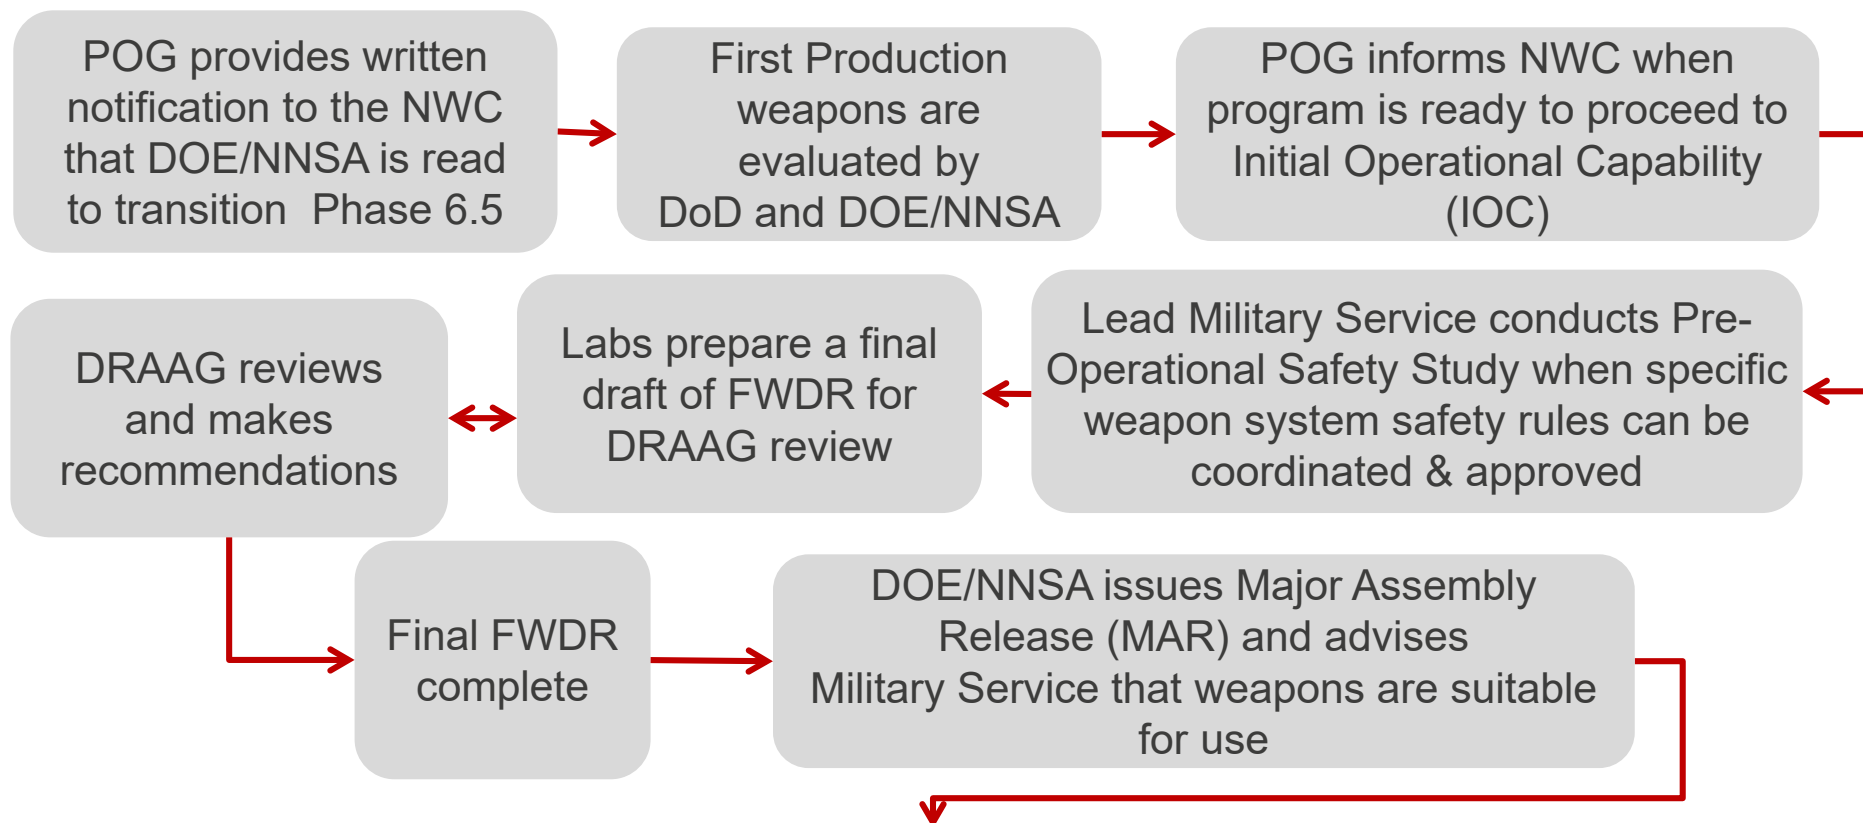 POG provides written
notification to the NWC
that DOE/NNSA is read
to transition  Phase 6.5
First Production
weapons are
evaluated by
DoD and DOE/NNSA
POG informs NWC when
program is ready to proceed to
Initial Operational Capability
(IOC)
Lead Military Service conducts Pre-
Operational Safety Study when specific
weapon system safety rules can be
coordinated & approved
Labs prepare a final
draft of FWDR for
DRAAG review
DRAAG reviews
and makes
recommendations
Final FWDR
complete
DOE/NNSA issues Major Assembly
Release (MAR) and advises
Military Service that weapons are suitable
for use